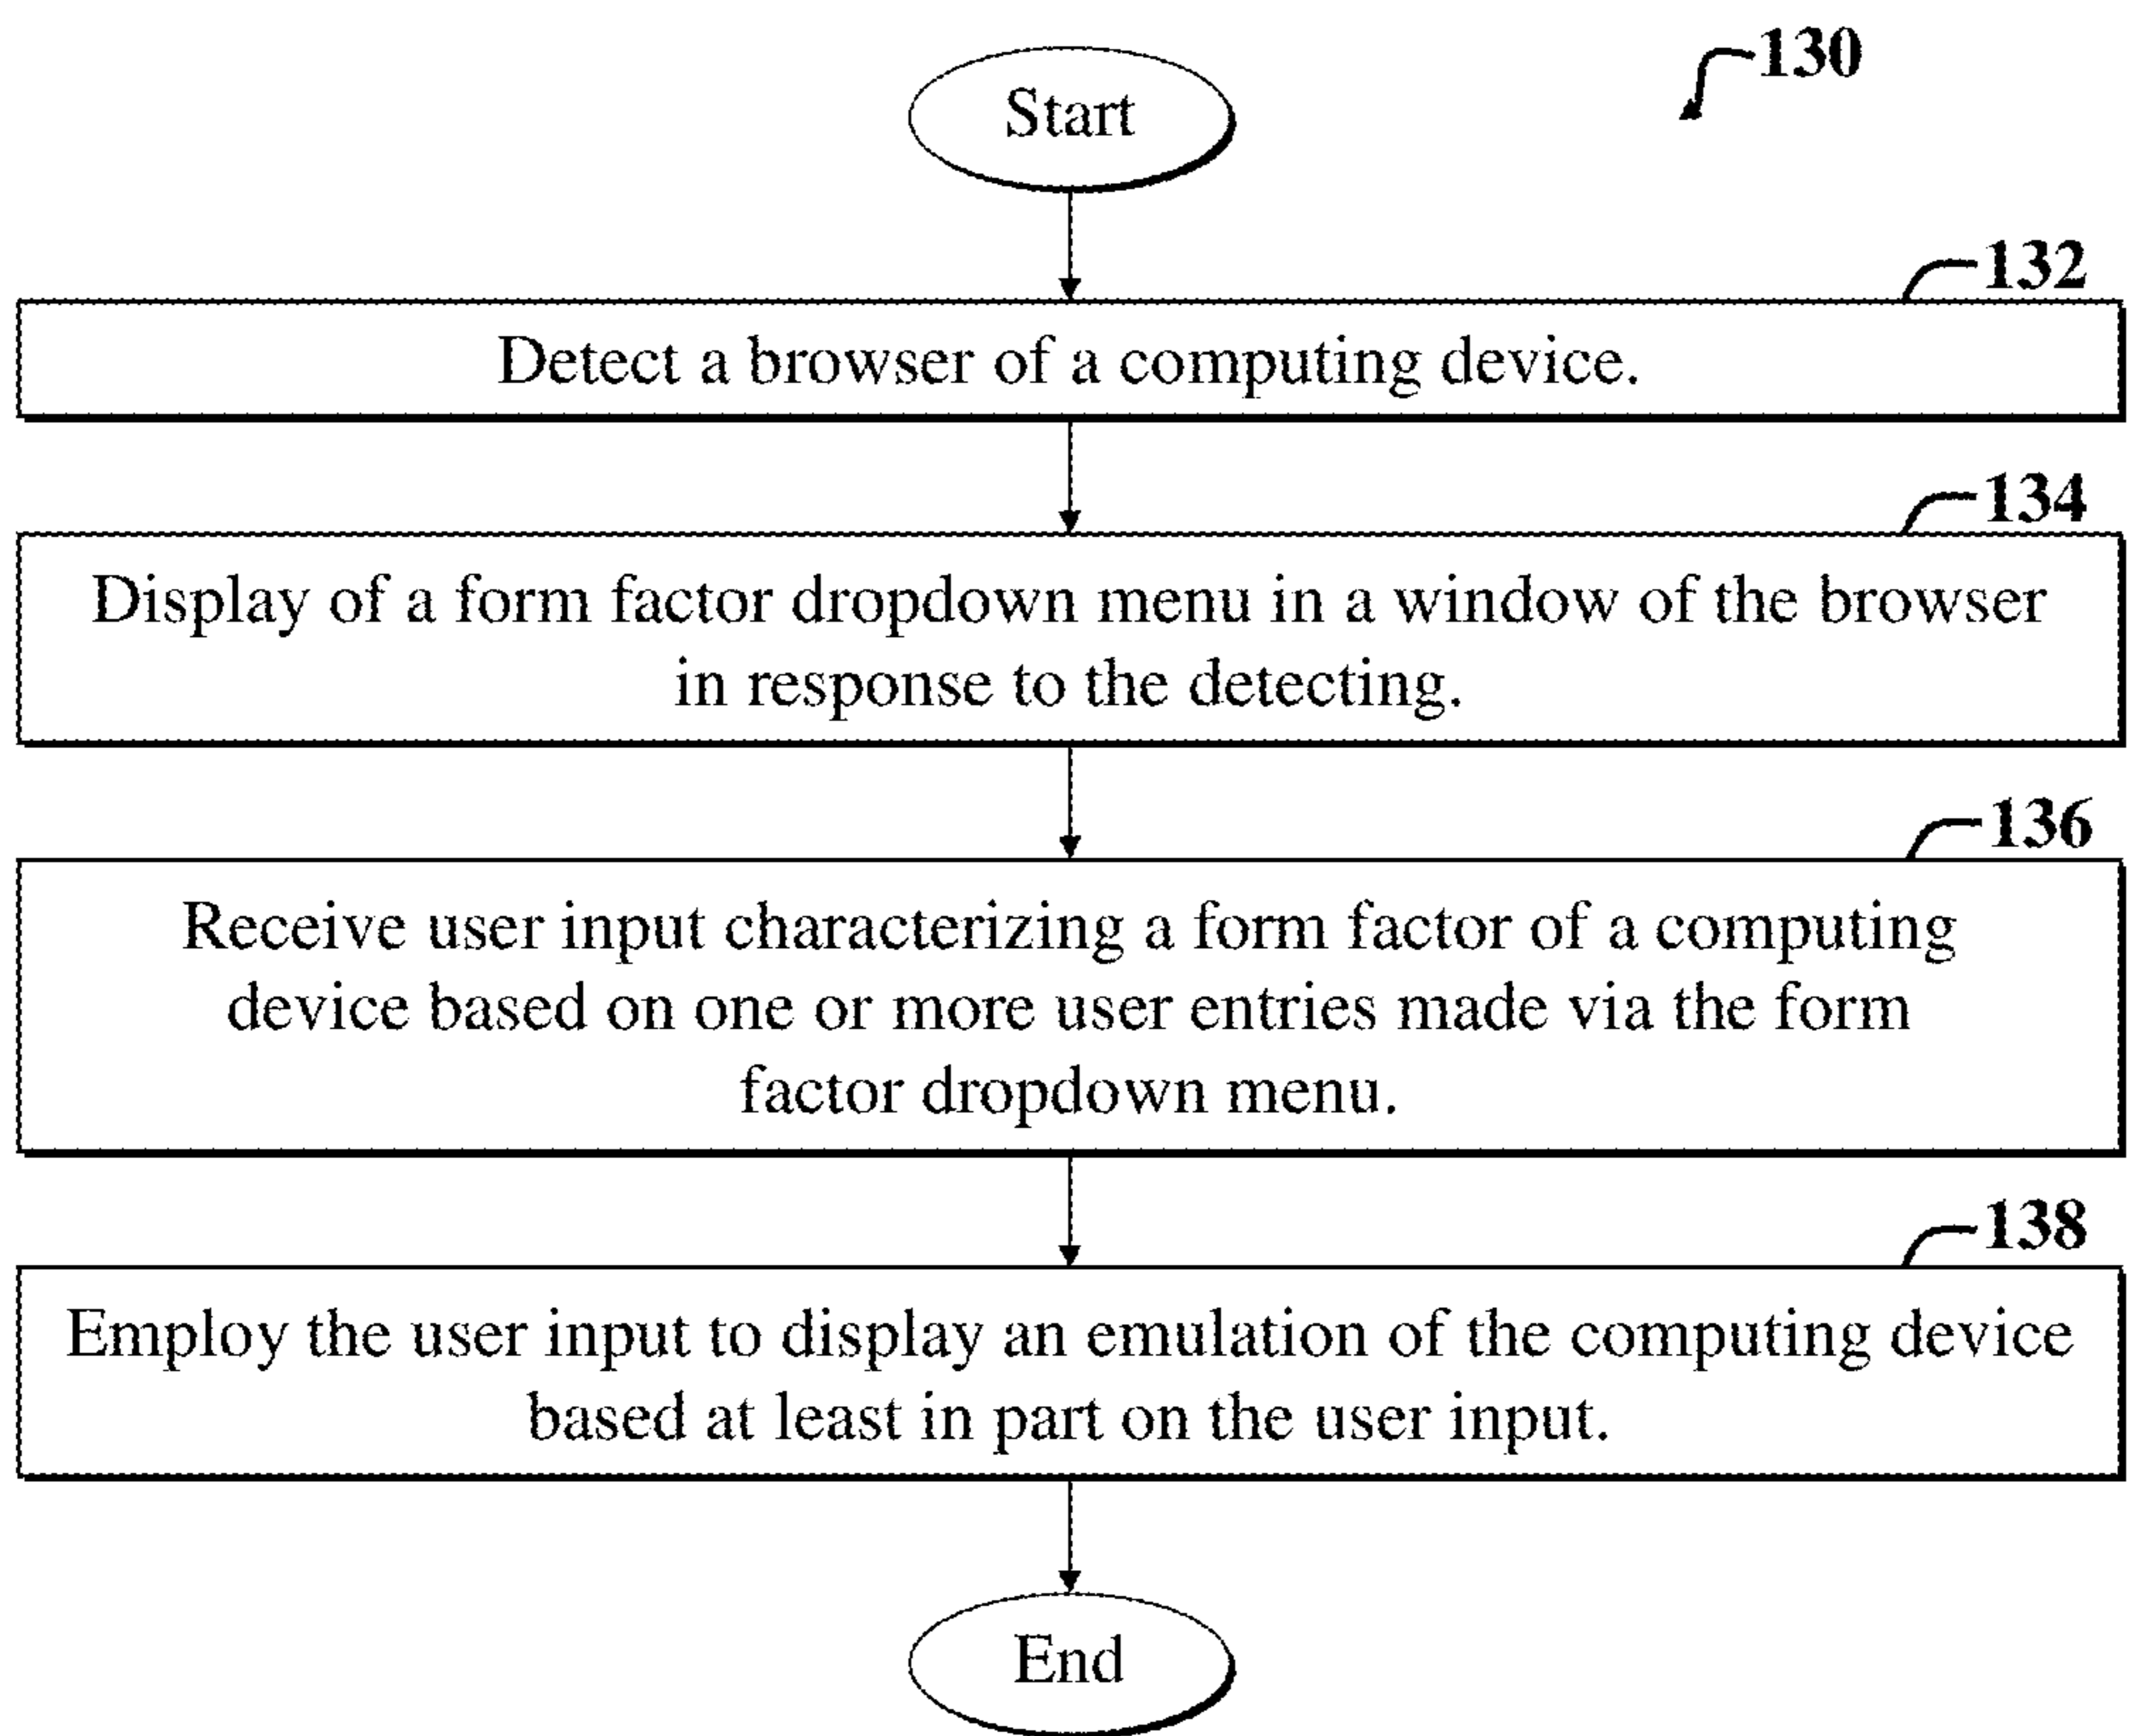 130
Start
132
Detect a browser of a computing device.
134
Display of a form factor dropdown menu in a window of the browser
in response to the detecting.
136
Receive user input characterizing a form factor of a computing
device based on one or more user entries made via the form
factor dropdown menu.
138
Employ the user input to display an emulation of the computing device
based at least in part on the user input.
End